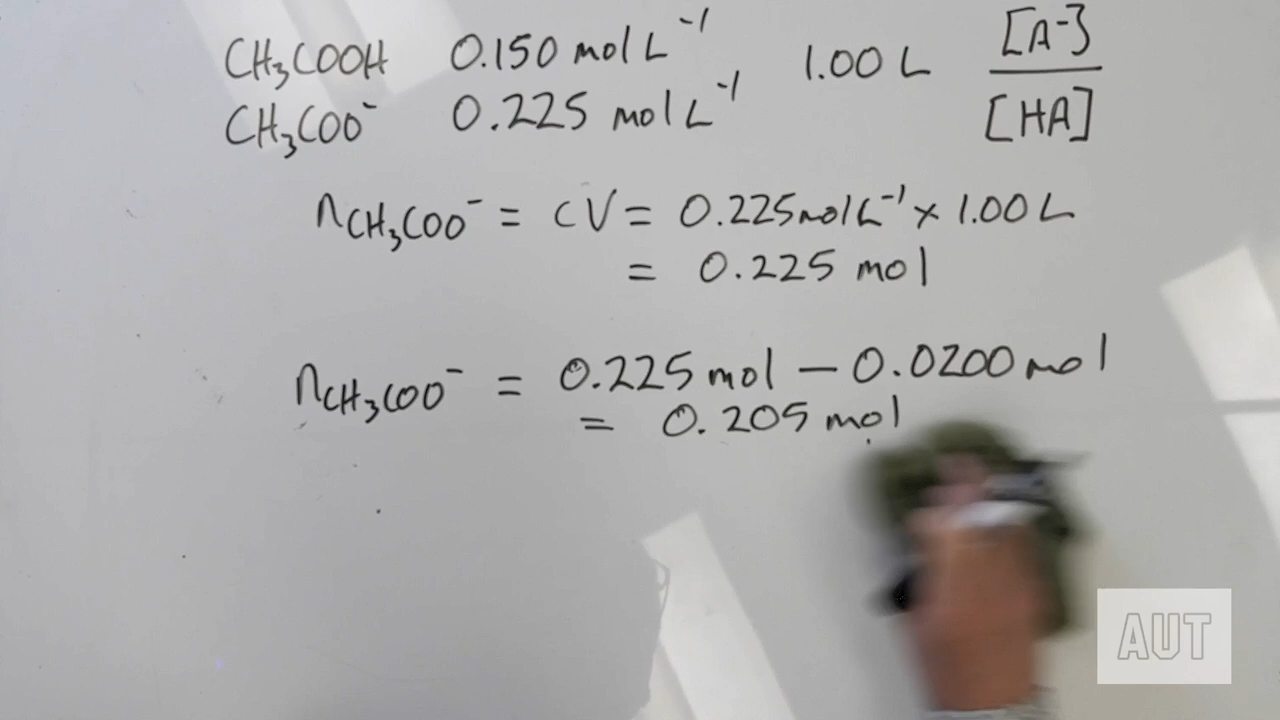 CH₃COOH 0.150 mol L⁻¹ 1.00 L [A⁻]
CH₃COO⁻ 0.225 mol L⁻¹ [HA]
nCH₃COO⁻ = CV = 0.225 mol L⁻¹ × 1.00 L
= 0.225 mol
nCH₃COO⁻ = 0.225 mol – 0.0200 mol
= 0.205 mol
AUT